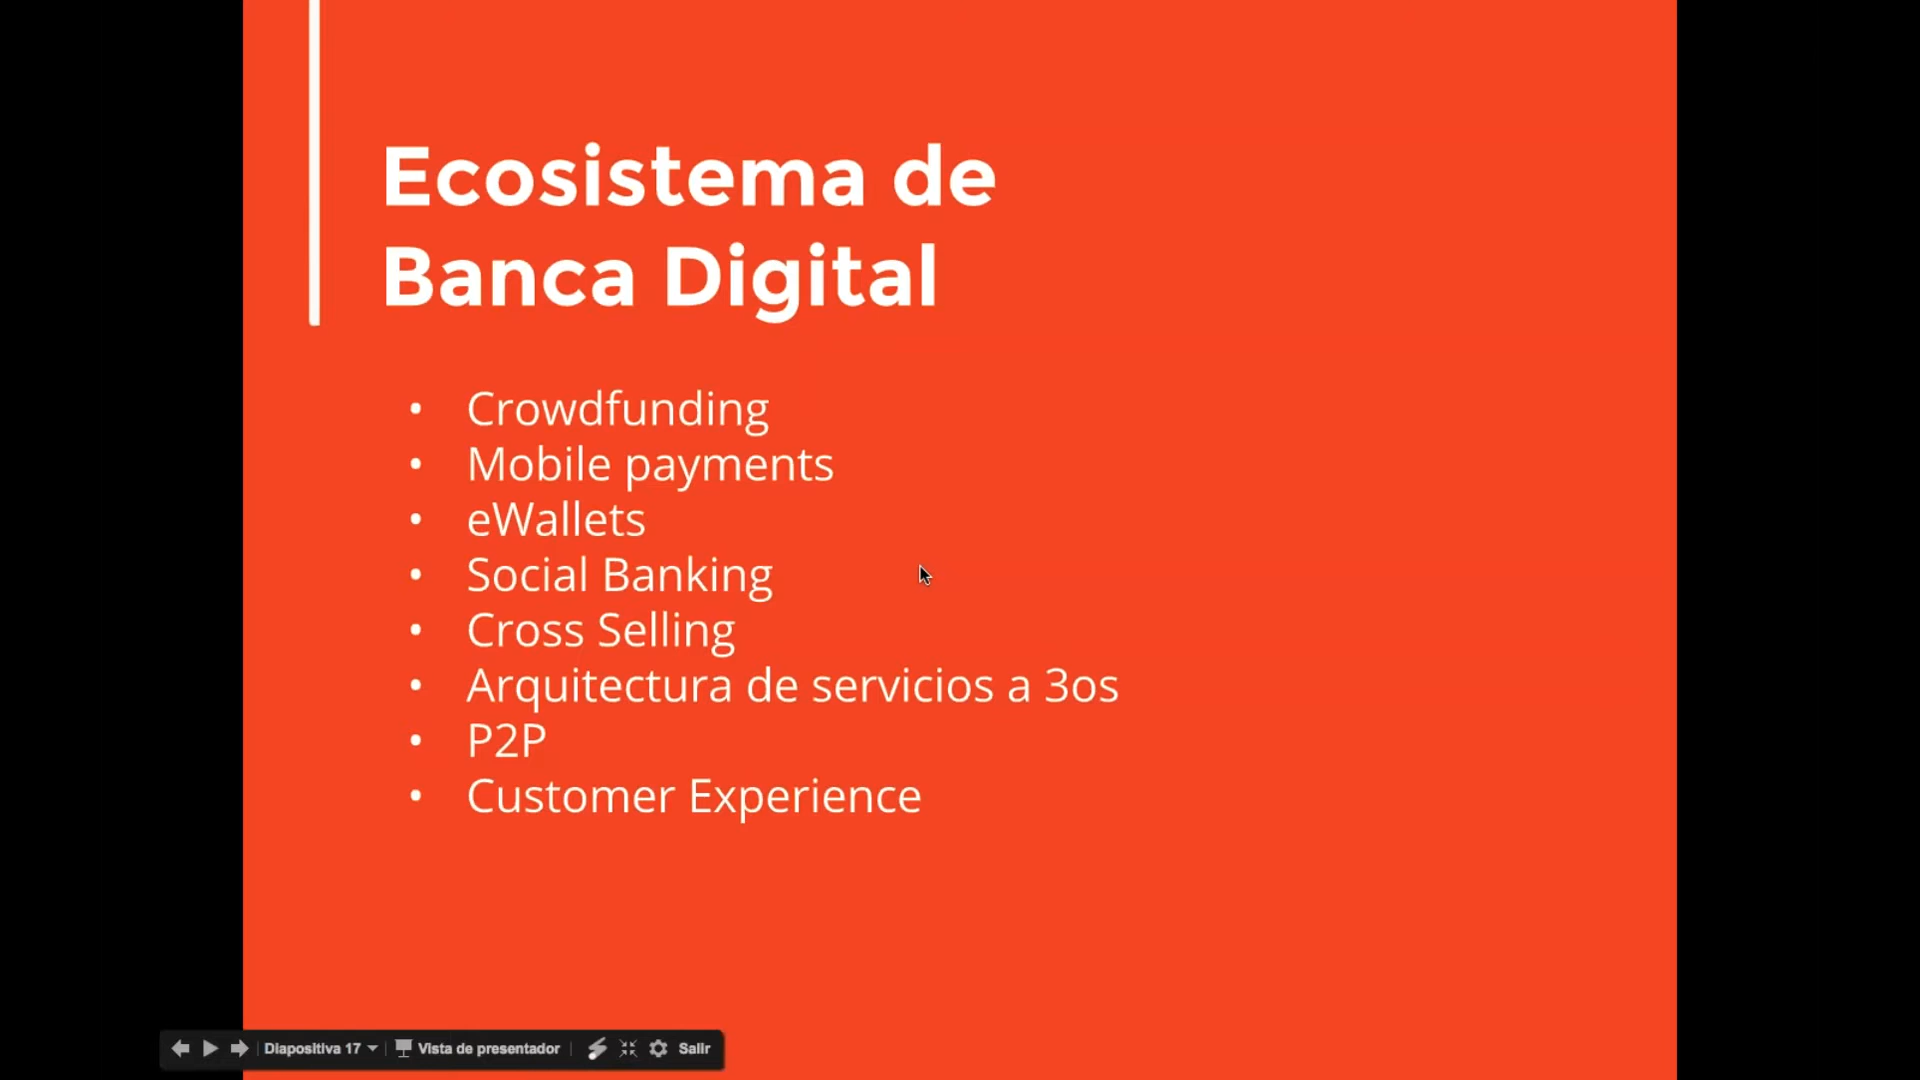 Ecosistema de
Banca Digital
• Crowdfunding
• Mobile payments
• eWallets
• Social Banking
• Cross Selling
• Arquitectura de servicios a 3os
• P2P
• Customer Experience
Diapositiva 17 Vista de presentador Salir